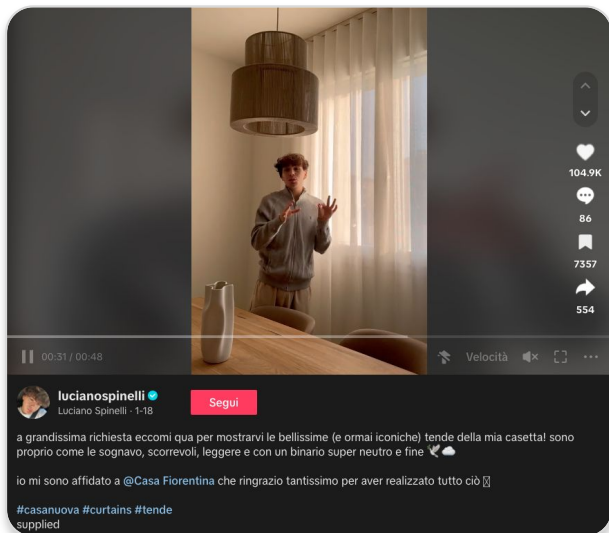 104.9K
86
7357
554
00:31 / 00:48
Velocità
lucianospinelli
Luciano Spinelli · 1-18
Segui
a grandissima richiesta eccomi qua per mostrarvi le bellissime (e ormai iconiche) tende della mia casetta! sono
proprio come le sognavo, scorrevoli, leggere e con un binario super neutro e fine 🕊️☁️
io mi sono affidato a @Casa Fiorentina che ringrazio tantissimo per aver realizzato tutto ciò
#casanuova #curtains #tende
supplied